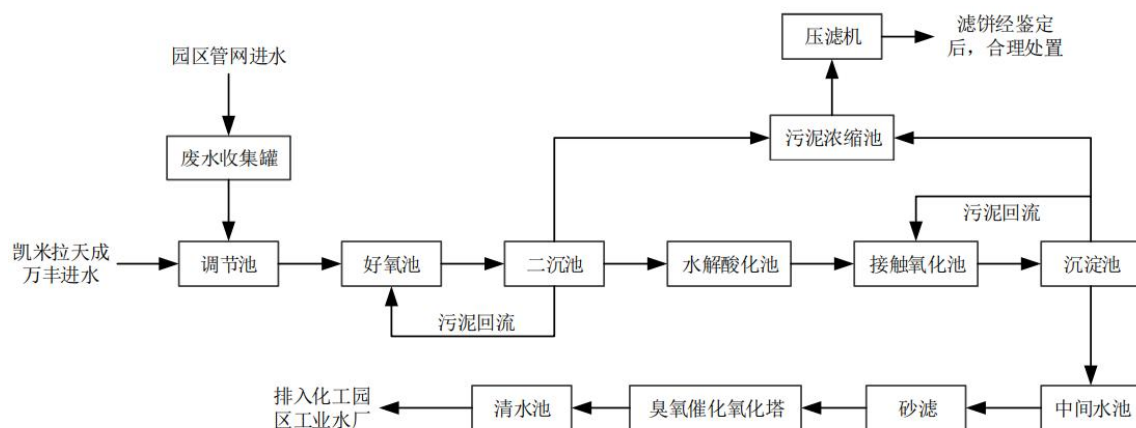 压滤机
滤饼经鉴定
后，合理处置
园区管网进水
污泥浓缩池
废水收集罐
污泥回流
凯米拉天成
万丰进水
调节池
好氧池
二沉池
水解酸化池
接触氧化池
沉淀池
污泥回流
排入化工园
区工业水厂
清水池
臭氧催化氧化塔
砂滤
中间水池